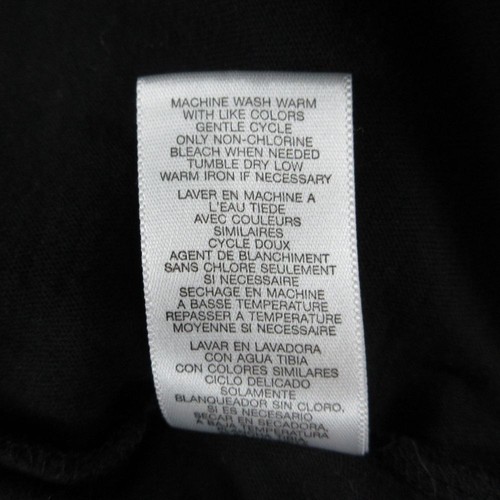 MACHINE WASH WARM
WITH LIKE COLORS
GENTLE CYCLE
ONLY NON-CHLORINE
BLEACH WHEN NEEDED
TUMBLE DRY LOW
WARM IRON IF NECESSARY
LAVER EN MACHINE A
L'EAU TIEDE
AVEC COULEURS
SIMILAIRES
CYCLE DOUX
AGENT DE BLANCHIMENT
SANS CHLORE SEULEMENT
SI NECESSAIRE
SECHAGE EN MACHINE
A BASSE TEMPERATURE
REPASSER A TEMPERATURE
MOYENNE SI NECESSAIRE
LAVAR EN LAVADORA
CON AGUA TIBIA
CON COLORES SIMILARES
CICLO DELICADO
SOLAMENTE
BLANQUEADOR SIN CLORO.
SI ES NECESARIO
SECAR EN SECADORA,
A BAJA TEMPERATURA